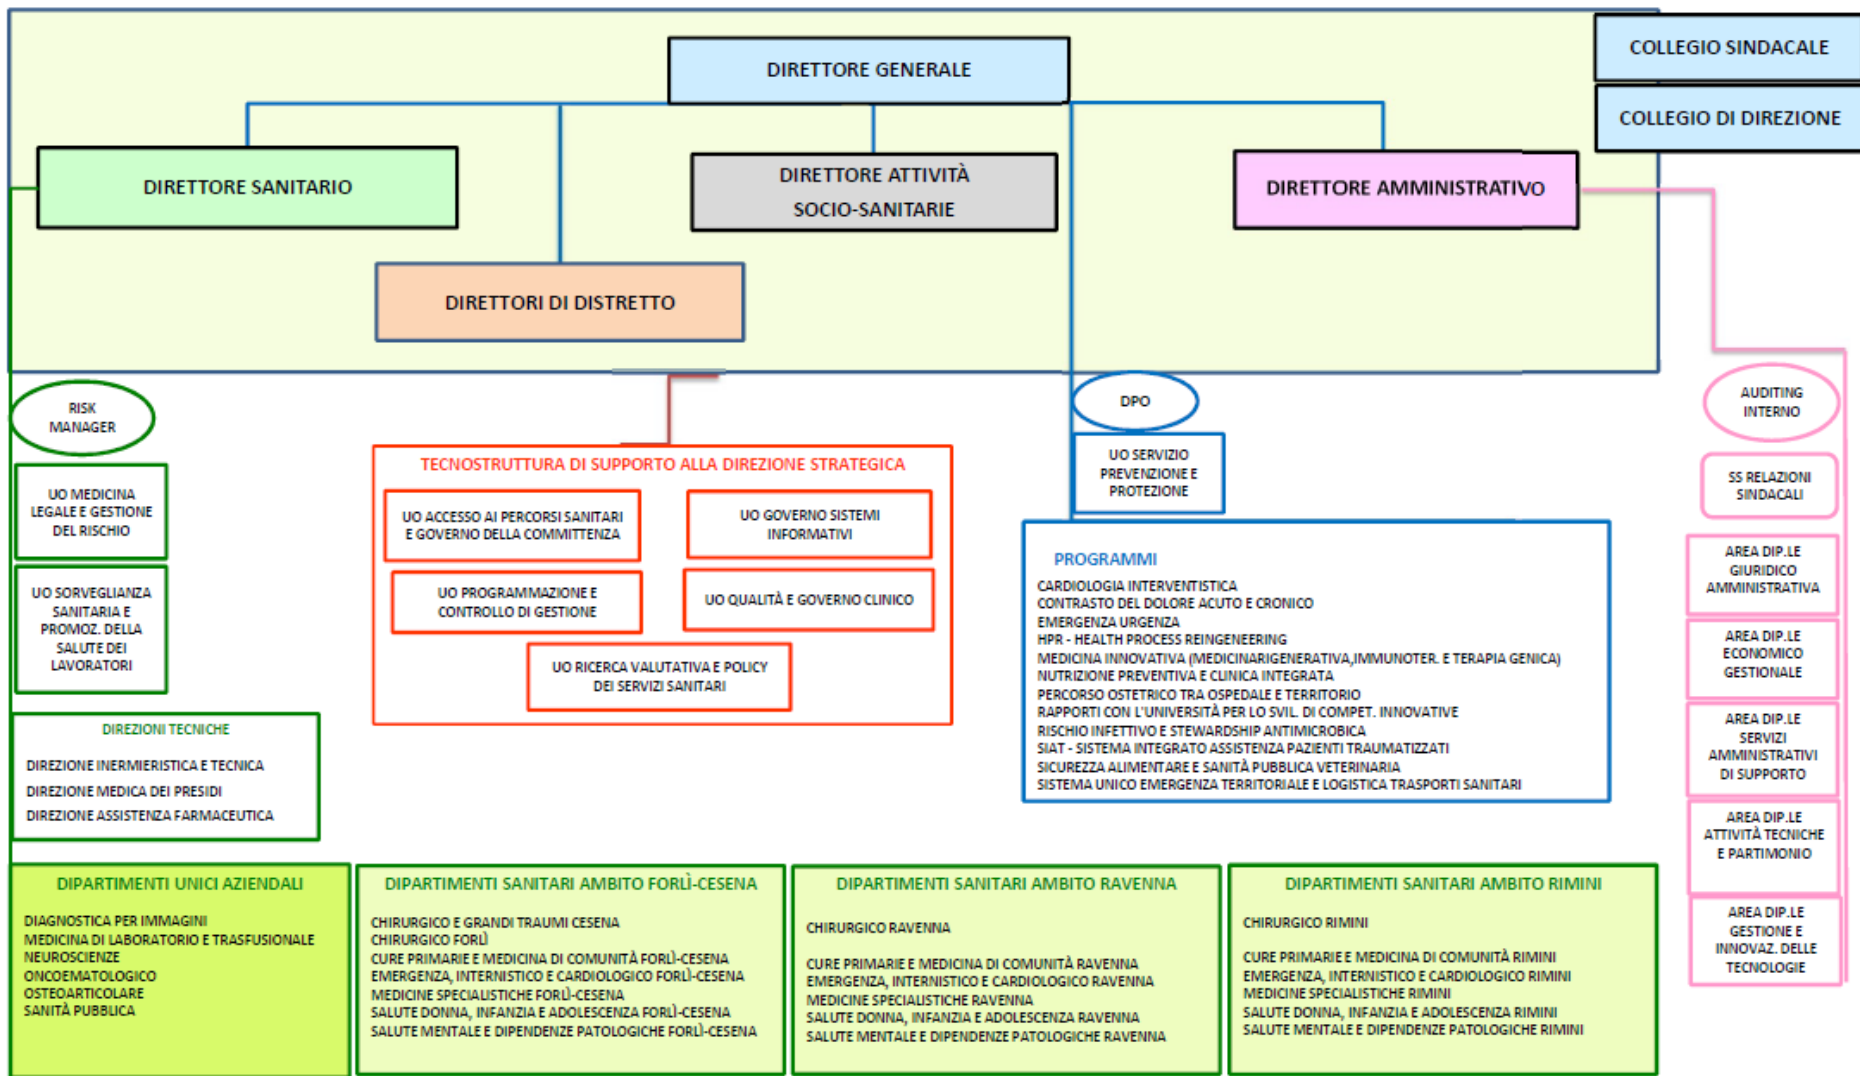 COLLEGIO SINDACALE
DIRETTORE GENERALE
COLLEGIO DI DIREZIONE
DIRETTORE SANITARIO
DIRETTORE ATTIVITÀ
SOCIO-SANITARIE
DIRETTORE AMMINISTRATIVO
DIRETTORI DI DISTRETTO
RISK
MANAGER
UO MEDICINA
LEGALE E GESTIONE
DEL RISCHIO
UO SORVEGLIANZA
SANITARIA E
PROMOZ. DELLA
SALUTE DEI
LAVORATORI
DIREZIONI TECNICHE
DIREZIONE INERMIERISTICA E TECNICA
DIREZIONE MEDICA DEI PRESIDI
DIREZIONE ASSISTENZA FARMACEUTICA
TECNOSTRUTTURA DI SUPPORTO ALLA DIREZIONE STRATEGICA
UO ACCESSO AI PERCORSI SANITARI
E GOVERNO DELLA COMMITTENZA
UO GOVERNO SISTEMI
INFORMATIVI
UO PROGRAMMAZIONE E
CONTROLLO DI GESTIONE
UO QUALITÀ E GOVERNO CLINICO
UO RICERCA VALUTATIVA E POLICY
DEI SERVIZI SANITARI
DPO
UO SERVIZIO
PREVENZIONE E
PROTEZIONE
PROGRAMMI
CARDIOLOGIA INTERVENTISTICA
CONTRASTO DEL DOLORE ACUTO E CRONICO
EMERGENZA URGENZA
HPR - HEALTH PROCESS REINGENEERING
MEDICINA INNOVATIVA (MEDICINARIGENERATIVA,IMMUNOTER. E TERAPIA GENICA)
NUTRIZIONE PREVENTIVA E CLINICA INTEGRATA
PERCORSO OSTETRICO TRA OSPEDALE E TERRITORIO
RAPPORTI CON L'UNIVERSITÀ PER LO SVIL. DI COMPET. INNOVATIVE
RISCHIO INFETTIVO E STEWARDSHIP ANTIMICROBICA
SIAT - SISTEMA INTEGRATO ASSISTENZA PAZIENTI TRAUMATIZZATI
SICUREZZA ALIMENTARE E SANITÀ PUBBLICA VETERINARIA
SISTEMA UNICO EMERGENZA TERRITORIALE E LOGISTICA TRASPORTI SANITARI
AUDITING
INTERNO
SS RELAZIONI
SINDACALI
AREA DIP.LE
GIURIDICO
AMMINISTRATIVA
AREA DIP.LE
ECONOMICO
GESTIONALE
AREA DIP.LE
SERVIZI
AMMINISTRATIVI
DI SUPPORTO
AREA DIP.LE
ATTIVITÀ TECNICHE
E PARTIMONIO
AREA DIP.LE
GESTIONE E
INNOVAZ. DELLE
TECNOLOGIE
DIPARTIMENTI UNICI AZIENDALI
DIAGNOSTICA PER IMMAGINI
MEDICINA DI LABORATORIO E TRASFUSIONALE
NEUROSCIENZE
ONCOEMATOLOGICO
OSTEOARTICOLARE
SANITÀ PUBBLICA
DIPARTIMENTI SANITARI AMBITO FORLÌ-CESENA
CHIRURGICO E GRANDI TRAUMI CESENA
CHIRURGICO FORLÌ
CURE PRIMARIE E MEDICINA DI COMUNITÀ FORLÌ-CESENA
EMERGENZA, INTERNISTICO E CARDIOLOGICO FORLÌ-CESENA
MEDICINE SPECIALISTICHE FORLÌ-CESENA
SALUTE DONNA, INFANZIA E ADOLESCENZA FORLÌ-CESENA
SALUTE MENTALE E DIPENDENZE PATOLOGICHE FORLÌ-CESENA
DIPARTIMENTI SANITARI AMBITO RAVENNA
CHIRURGICO RAVENNA
CURE PRIMARIE E MEDICINA DI COMUNITÀ RAVENNA
EMERGENZA, INTERNISTICO E CARDIOLOGICO RAVENNA
MEDICINE SPECIALISTICHE RAVENNA
SALUTE DONNA, INFANZIA E ADOLESCENZA RAVENNA
SALUTE MENTALE E DIPENDENZE PATOLOGICHE RAVENNA
DIPARTIMENTI SANITARI AMBITO RIMINI
CHIRURGICO RIMINI
CURE PRIMARIE E MEDICINA DI COMUNITÀ RIMINI
EMERGENZA, INTERNISTICO E CARDIOLOGICO RIMINI
MEDICINE SPECIALISTICHE RIMINI
SALUTE DONNA, INFANZIA E ADOLESCENZA RIMINI
SALUTE MENTALE E DIPENDENZE PATOLOGICHE RIMINI